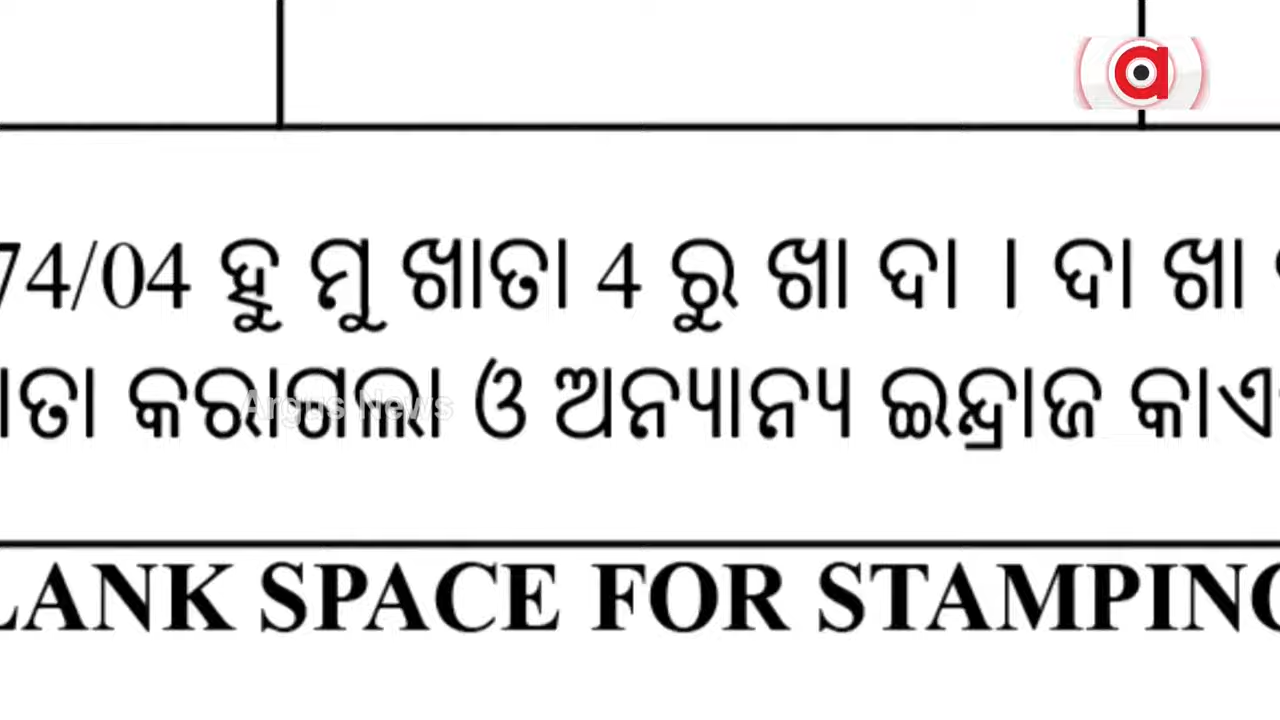 74/04 ହୁ ମୁ ଖାତା 4 ରୁ ଖା ଦା । ଦା ଖା
ତା କରାଗଲା ଓ ଅନ୍ୟାନ୍ୟ ଇନ୍ଦ୍ରାଜ କାଏ
Argus News
LANK SPACE FOR STAMPING